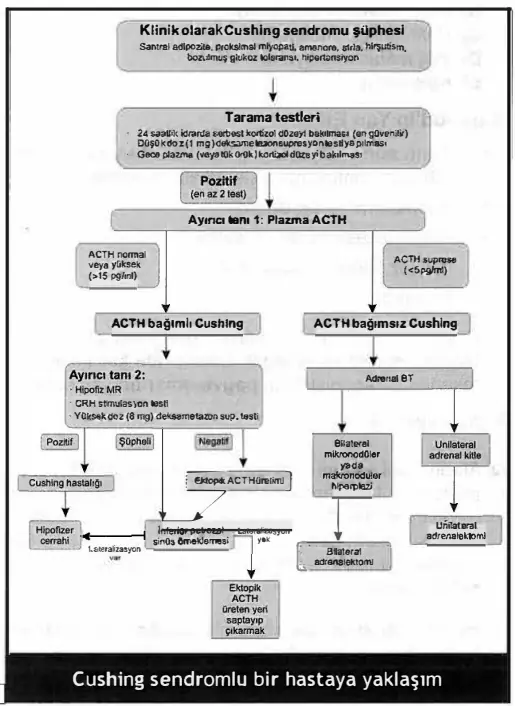 Klinik olarak Cushing sendromu şüphesi
Santral adipozite, proksimal miyopati, amenore, stria, hirşutism,
bozulmuş glukoz toleransı, hipertansiyon
Tarama testleri
· 24 saatlik idrarda serbest kortizol düzeyi bakılması (en güvenilir)
· Düşük doz (1 mg) deksametazon supresyon testi yapılması
· Gece plazma (veya tükürük) kortizol düzeyi bakılması
Pozitif
(en az 2 test)
Ayırıcı tanı 1: Plazma ACTH
ACTH normal
veya yüksek
(>15 pg/ml)
ACTH suprese
(<5pg/ml)
ACTH bağımlı Cushing
ACTH bağımsız Cushing
Ayırıcı tanı 2:
· Hipofiz MR
· CRH stimulasyon testi
· Yüksek doz (8 mg) deksametazon sup. testi
Adrenal BT
Pozitif
Şüpheli
Negatif
Bilateral
mikronodüler
ya da
makronodüler
hiperplazi
Unilateral
adrenal kitle
Cushing hastalığı
Ektopik ACTH üretimi
Hipofizer
cerrahi
Lateralizasyon
var
İnferior petrozal
sinüs örneklemesi
Lateralizasyon
yok
Bilateral
adrenalektomi
Unilateral
adrenalektomi
Ektopik
ACTH
üreten yeri
saptayıp
çıkarmak
Cushing sendromlu bir hastaya yaklaşım